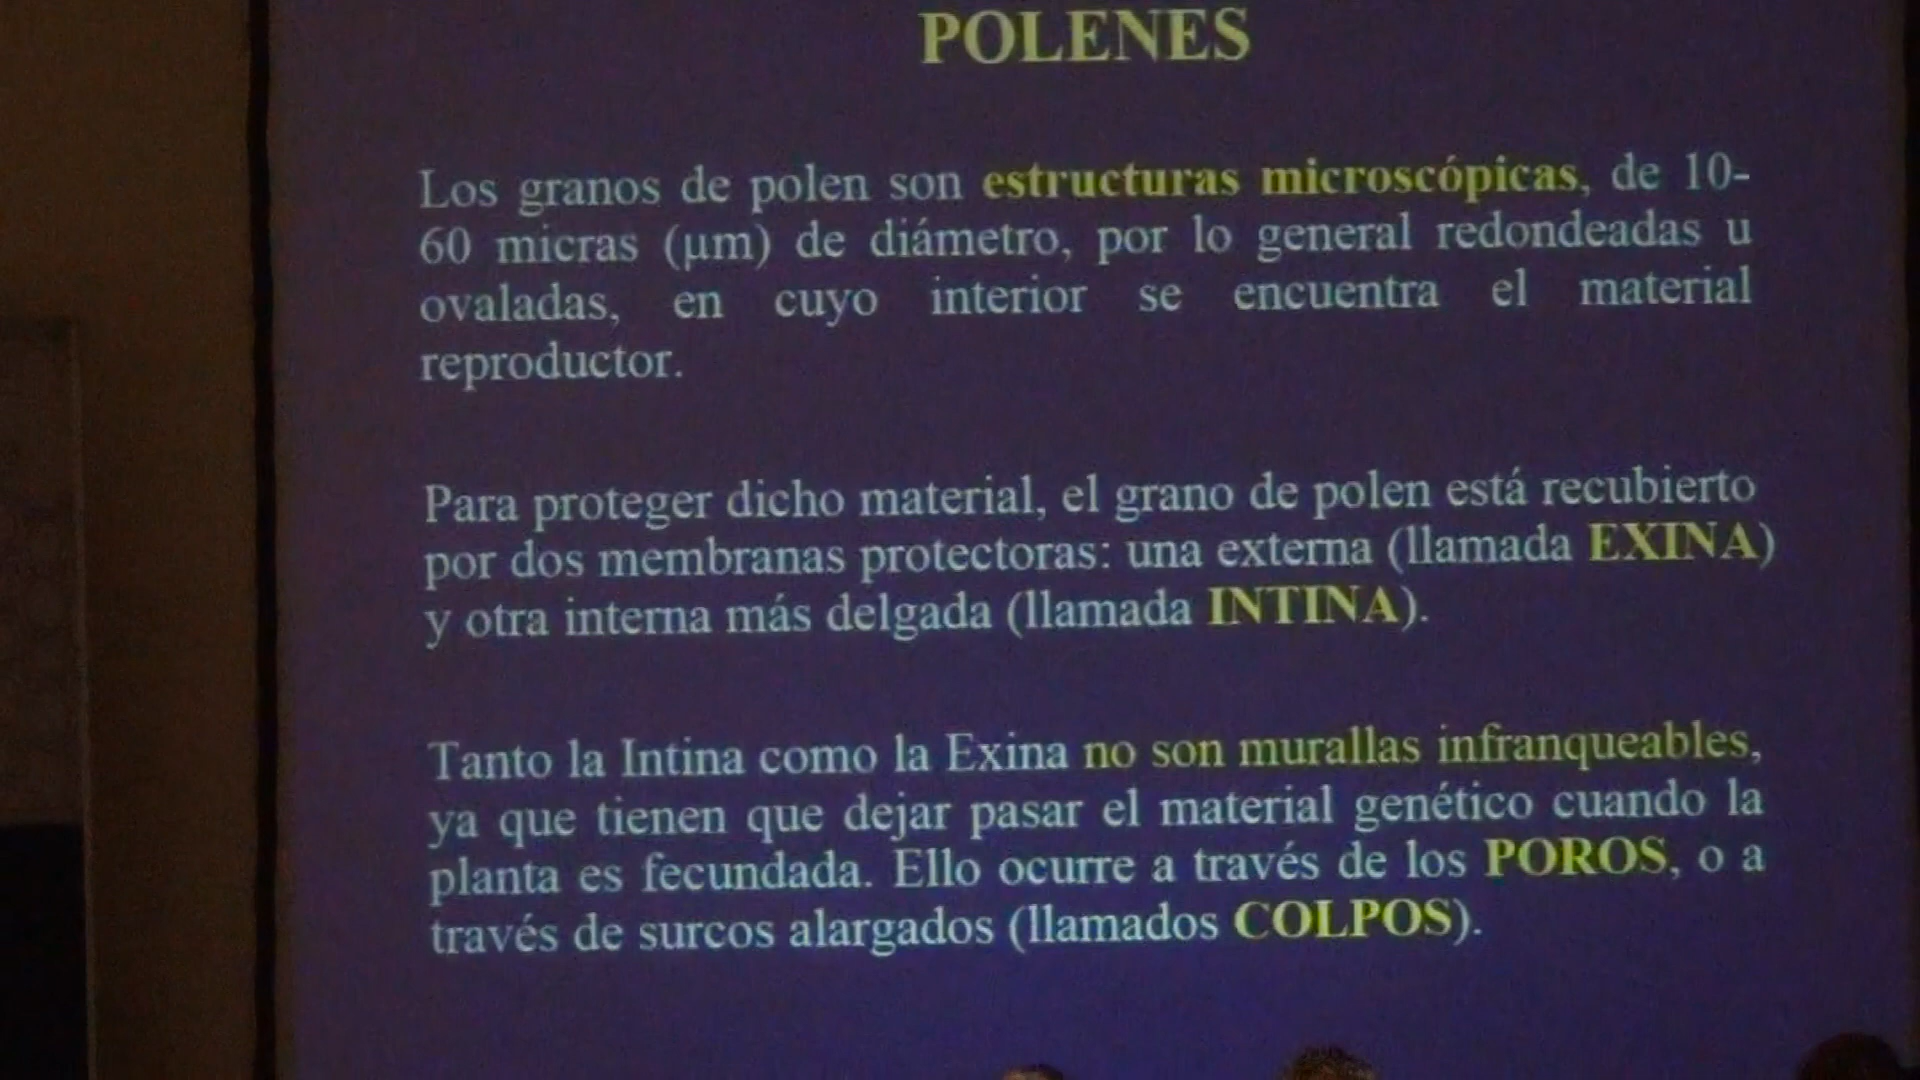 POLENES
Los granos de polen son estructuras microscópicas, de 10-
60 micras (µm) de diámetro, por lo general redondeadas u
ovaladas, en cuyo interior se encuentra el material
reproductor.
Para proteger dicho material, el grano de polen está recubierto
por dos membranas protectoras: una externa (llamada EXINA)
y otra interna más delgada (llamada INTINA).
Tanto la Intina como la Exina no son murallas infranqueables,
ya que tienen que dejar pasar el material genético cuando la
planta es fecundada. Ello ocurre a través de los POROS, o a
través de surcos alargados (llamados COLPOS).